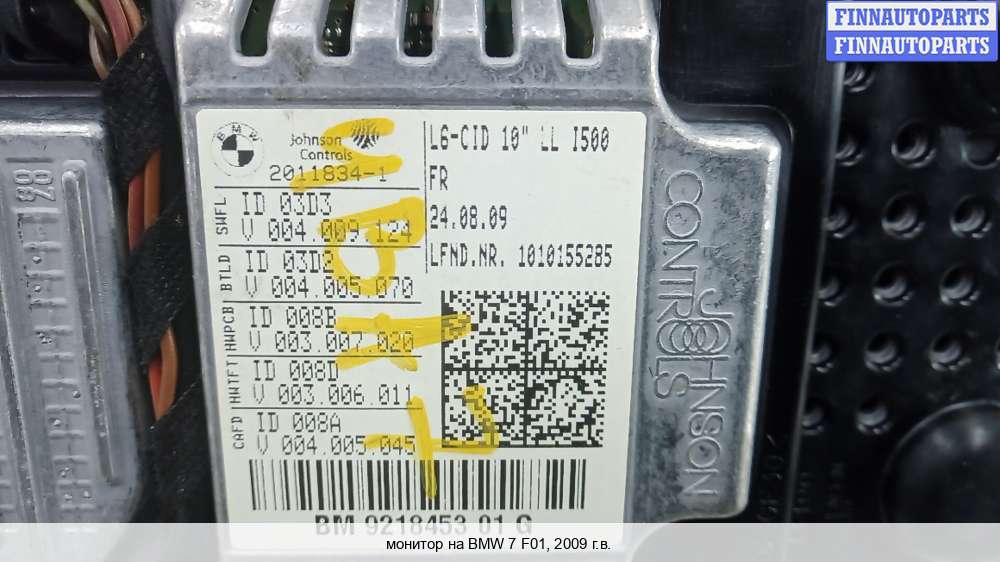 FINNAUTOPARTS
FINNAUTOPARTS
BMW
Johnson
Controls
2011834-1
L6-CID 10" LL I500
FR
24.08.09
LFND.NR. 1010155285
SWFL
ID 03D3
V 004.009.124
BTLD
ID 03D2
V 004.005.070
HWPCB
ID 008B
V 003.007.020
HWTFT
ID 008D
V 003.006.011
CAFD
ID 008A
V 004.005.045
BM 9218453 01 G
JOHNSON
CONTROLS
монитор на BMW 7 F01, 2009 г.в.